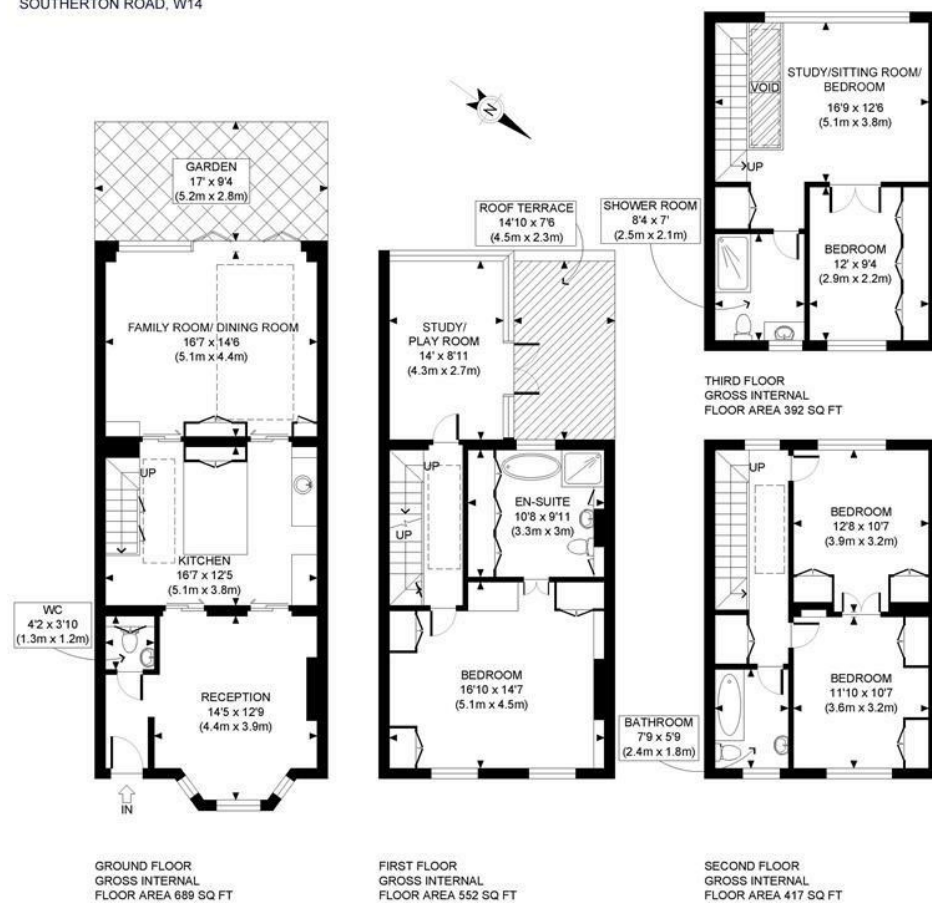 SOUTHERTON ROAD, W14
GARDEN
17' x 9'4
(5.2m x 2.8m)
FAMILY ROOM/ DINING ROOM
16'7 x 14'6
(5.1m x 4.4m)
UP
KITCHEN
16'7 x 12'5
(5.1m x 3.8m)
WC
4'2 x 3'10
(1.3m x 1.2m)
RECEPTION
14'5 x 12'9
(4.4m x 3.9m)
IN
GROUND FLOOR
GROSS INTERNAL
FLOOR AREA 689 SQ FT
N
ROOF TERRACE
14'10 x 7'6
(4.5m x 2.3m)
STUDY/
PLAY ROOM
14' x 8'11
(4.3m x 2.7m)
UP
UP
EN-SUITE
10'8 x 9'11
(3.3m x 3m)
BEDROOM
16'10 x 14'7
(5.1m x 4.5m)
FIRST FLOOR
GROSS INTERNAL
FLOOR AREA 552 SQ FT
STUDY/SITTING ROOM/
BEDROOM
16'9 x 12'6
(5.1m x 3.8m)
VOID
UP
SHOWER ROOM
8'4 x 7'
(2.5m x 2.1m)
BEDROOM
12' x 9'4
(2.9m x 2.2m)
THIRD FLOOR
GROSS INTERNAL
FLOOR AREA 392 SQ FT
UP
BEDROOM
12'8 x 10'7
(3.9m x 3.2m)
BEDROOM
11'10 x 10'7
(3.6m x 3.2m)
BATHROOM
7'9 x 5'9
(2.4m x 1.8m)
SECOND FLOOR
GROSS INTERNAL
FLOOR AREA 417 SQ FT